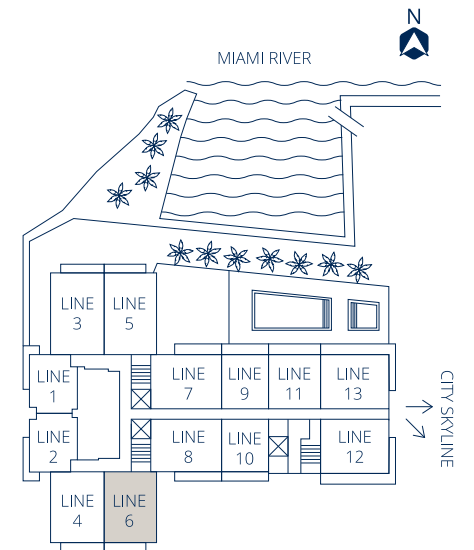 N
MIAMI RIVER
LINE
3
LINE
5
LINE
1
LINE
7
LINE
9
LINE
11
LINE
13
CITY SKYLINE
LINE
2
LINE
8
LINE
10
LINE
12
LINE
4
LINE
6